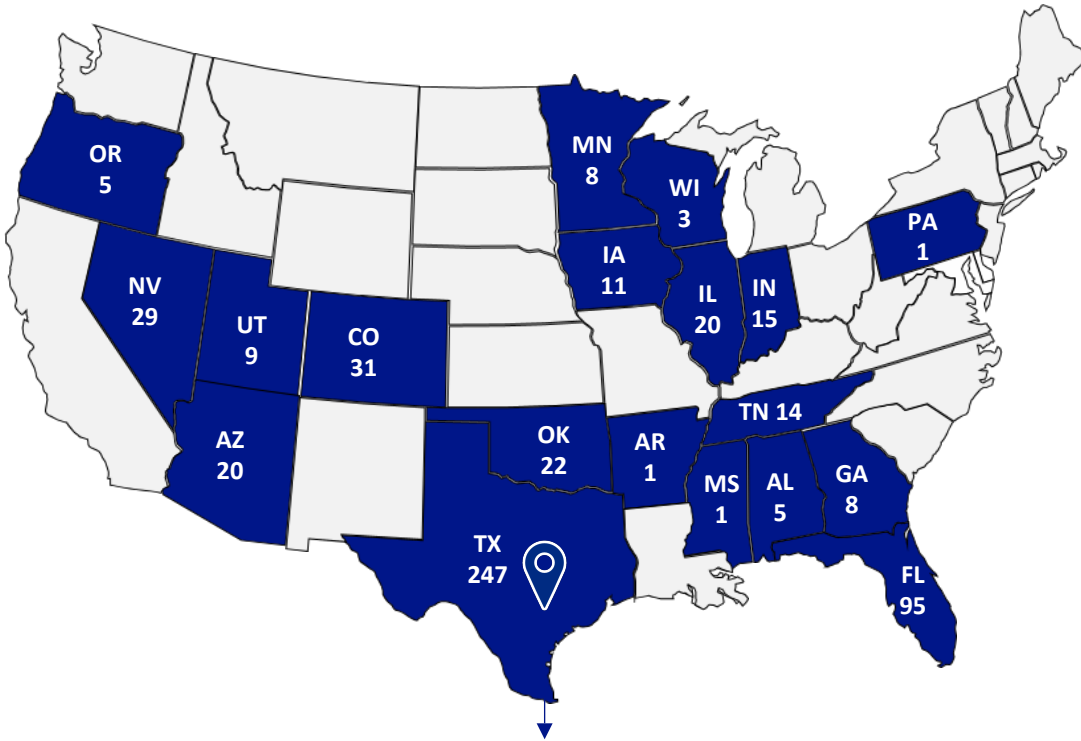 OR
5
MN
8
WI
3
PA
1
IA
11
NV
29
IL
20
IN
15
UT
9
CO
31
TN 14
AZ
20
OK
22
AR
1
MS
1
AL
5
GA
8
TX
247
FL
95